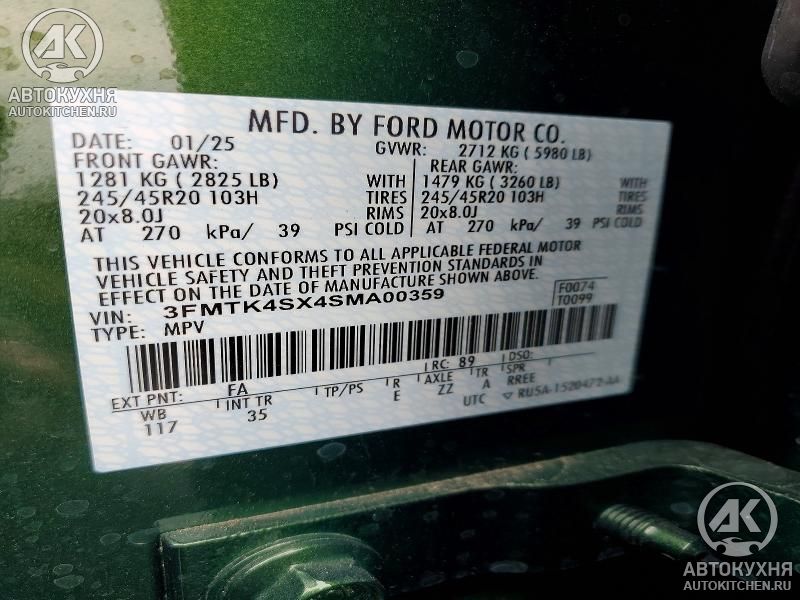 AK
АВТОКУХНЯ
AUTOKITCHEN.RU
MFD. BY FORD MOTOR CO.
DATE: 01/25 GVWR: 2712 KG ( 5980 LB)
FRONT GAWR: REAR GAWR:
1281 KG ( 2825 LB) WITH 1479 KG ( 3260 LB) WITH
245/45R20 103H TIRES 245/45R20 103H TIRES
20x8.0J RIMS 20x8.0J RIMS
AT 270 kPa/ 39 PSI COLD AT 270 kPa/ 39 PSI COLD
THIS VEHICLE CONFORMS TO ALL APPLICABLE FEDERAL MOTOR
VEHICLE SAFETY AND THEFT PREVENTION STANDARDS IN
EFFECT ON THE DATE OF MANUFACTURE SHOWN ABOVE.
VIN: 3FMTK4SX4SMA00359 F0074
TYPE: MPV T0099
RC: 89 DSO:
EXT PNT: FA R AXLE TR SPR
WB INT TR TP/PS E ZZ A RREE
117 35 UTC RU5A-1520472-AA
AK
АВТОКУХНЯ
AUTOKITCHEN.RU